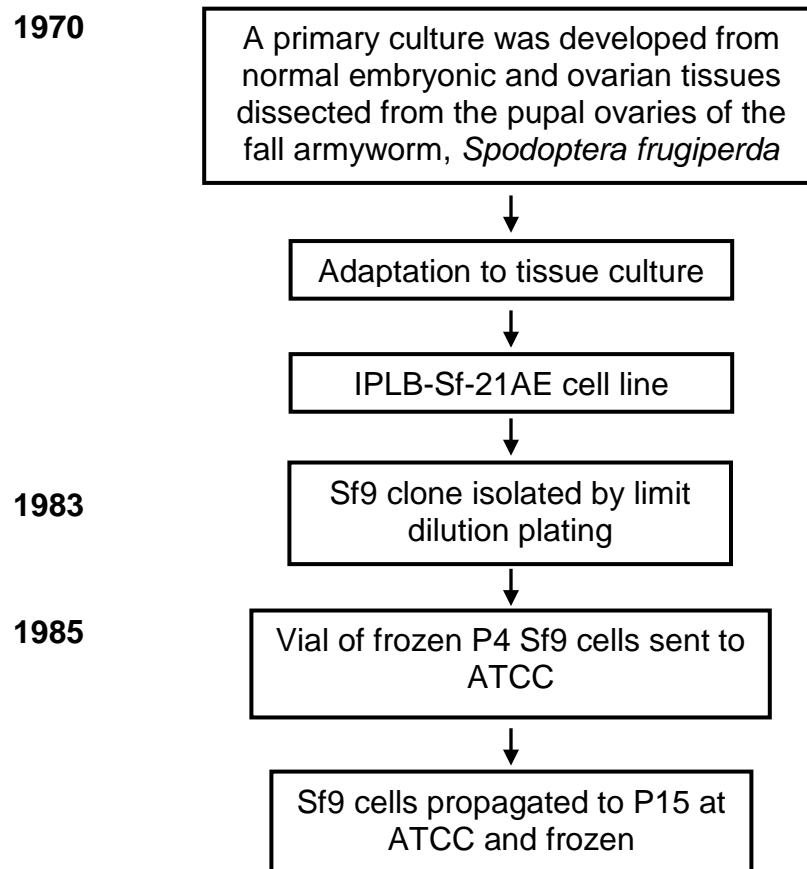 1970
A primary culture was developed from
normal embryonic and ovarian tissues
dissected from the pupal ovaries of the
fall armyworm, Spodoptera frugiperda
Adaptation to tissue culture
IPLB-Sf-21AE cell line
1983
Sf9 clone isolated by limit
dilution plating
1985
Vial of frozen P4 Sf9 cells sent to
ATCC
Sf9 cells propagated to P15 at
ATCC and frozen